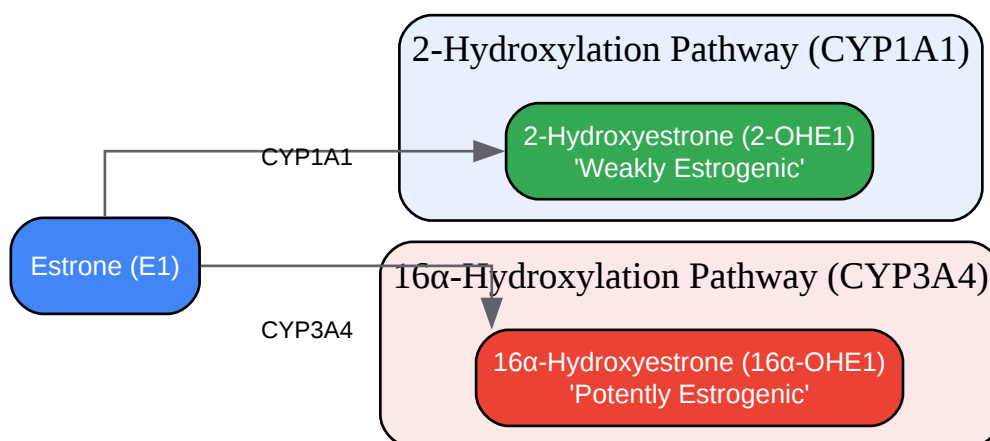 2-Hydroxylation Pathway (CYP1A1)
2-Hydroxyestrone (2-OHE1)
'Weakly Estrogenic'
CYP1A1
Estrone (E1)
16α-Hydroxylation Pathway (CYP3A4)
CYP3A4
16α-Hydroxyestrone (16α-OHE1)
'Potently Estrogenic'